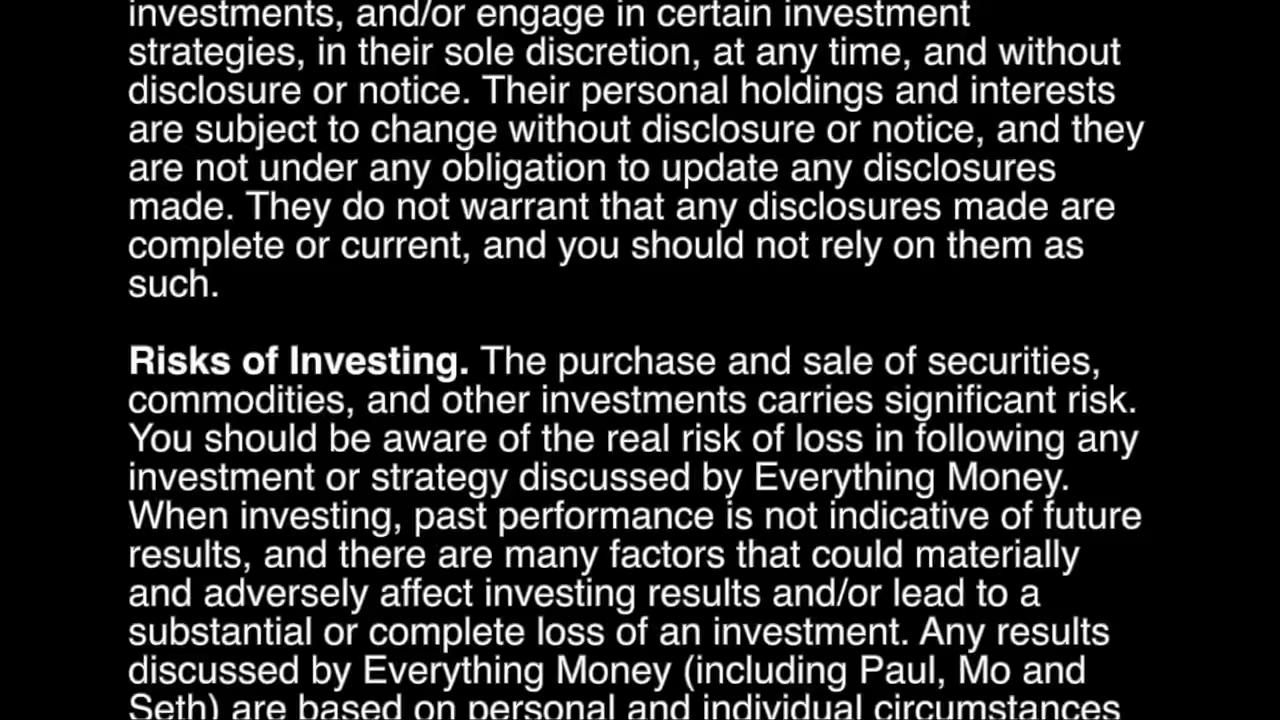 investments, and/or engage in certain investment
strategies, in their sole discretion, at any time, and without
disclosure or notice. Their personal holdings and interests
are subject to change without disclosure or notice, and they
are not under any obligation to update any disclosures
made. They do not warrant that any disclosures made are
complete or current, and you should not rely on them as
such.
Risks of Investing. The purchase and sale of securities,
commodities, and other investments carries significant risk.
You should be aware of the real risk of loss in following any
investment or strategy discussed by Everything Money.
When investing, past performance is not indicative of future
results, and there are many factors that could materially
and adversely affect investing results and/or lead to a
substantial or complete loss of an investment. Any results
discussed by Everything Money (including Paul, Mo and
Seth) are based on personal and individual circumstances